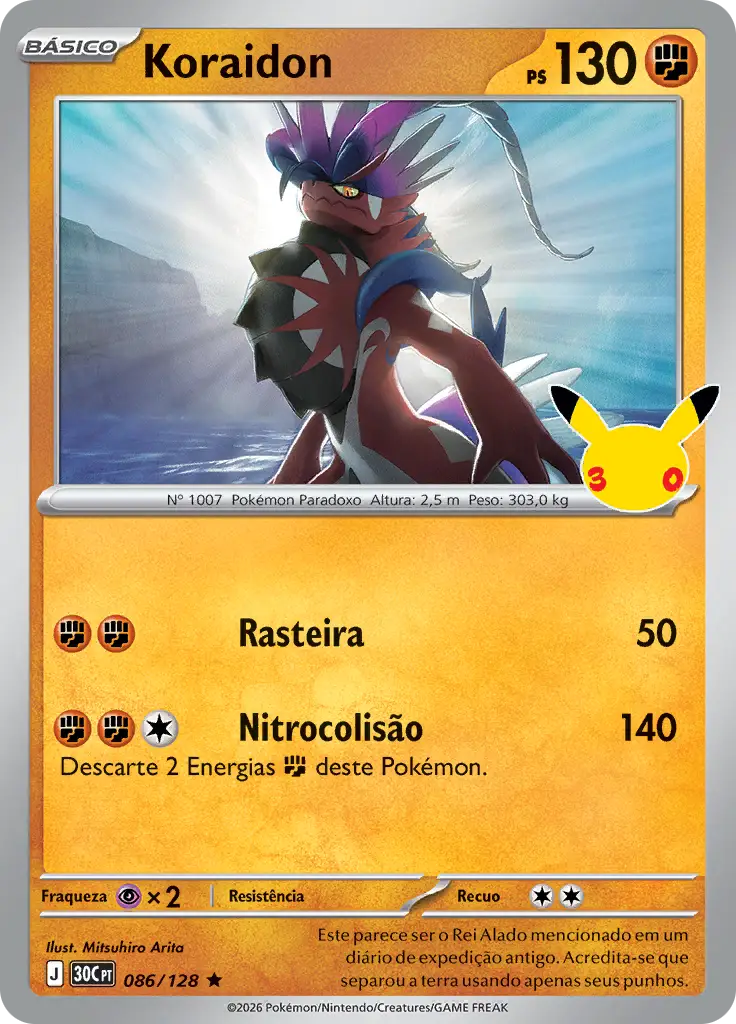 BÁSICO
Koraidon
PS 130
30
Nº 1007 Pokémon Paradoxo Altura: 2,5 m Peso: 303,0 kg
Rasteira 50
Nitrocolisão 140
Descarte 2 Energias deste Pokémon.
Fraqueza ×2 Resistência Recuo
Ilust. Mitsuhiro Arita
J 30C PT 086/128 ★
Este parece ser o Rei Alado mencionado em um
diário de expedição antigo. Acredita-se que
separou a terra usando apenas seus punhos.
©2026 Pokémon/Nintendo/Creatures/GAME FREAK